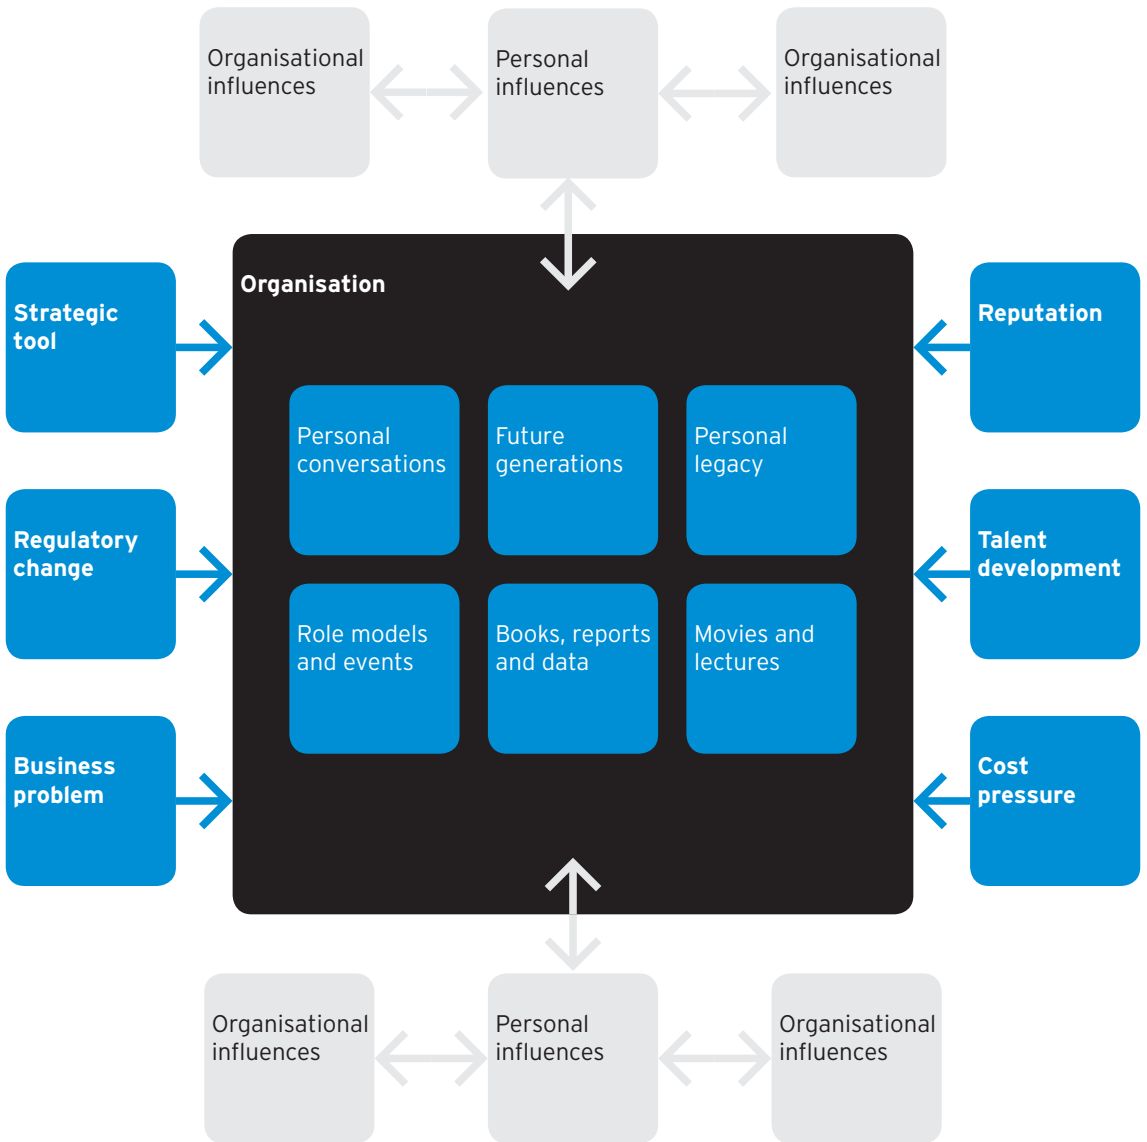 Organisational
influences
Personal
influences
Organisational
influences
Organisation
Strategic
tool
Reputation
Personal
conversations
Future
generations
Personal
legacy
Regulatory
change
Talent
development
Role models
and events
Books, reports
and data
Movies and
lectures
Business
problem
Cost
pressure
Organisational
influences
Personal
influences
Organisational
influences